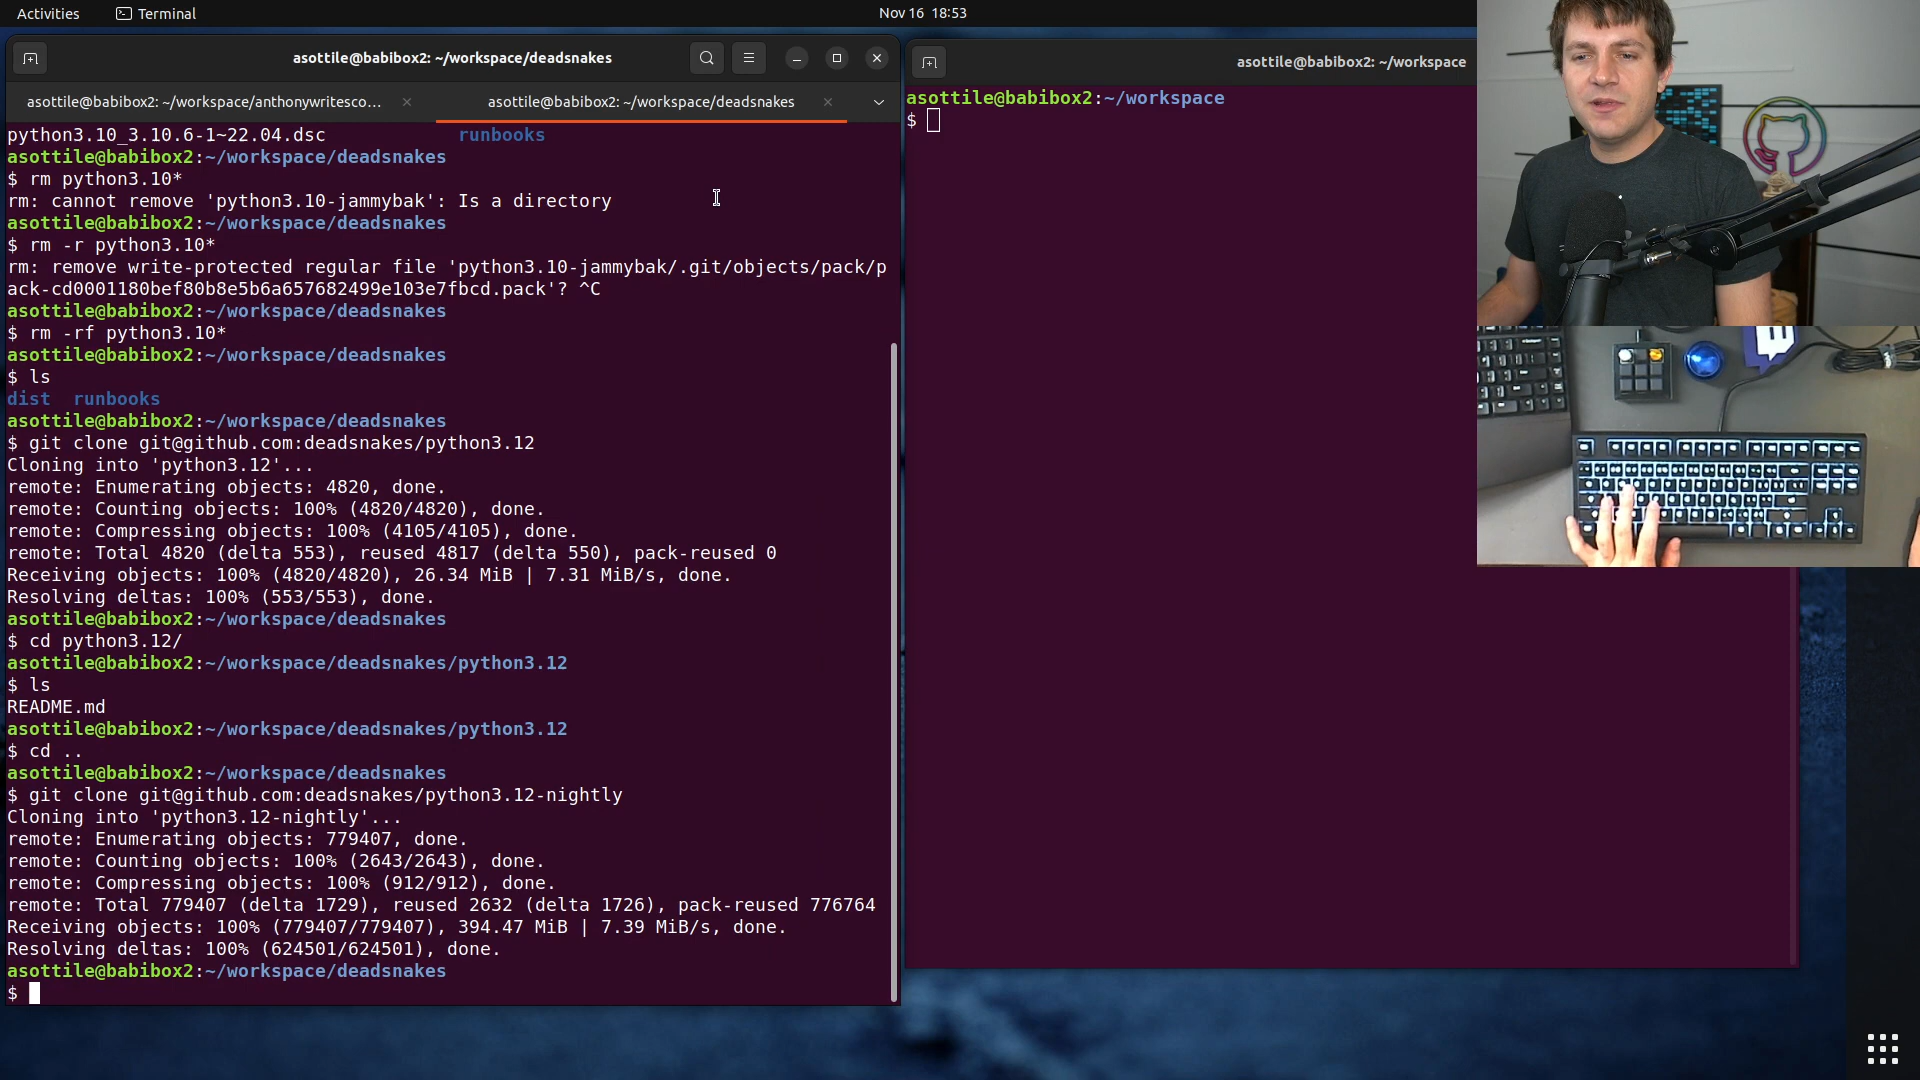 Activities
Terminal
Nov 16 18:53
asottile@babibox2: ~/workspace/deadsnakes
asottile@babibox2: ~/workspace/anthonywritesco...
asottile@babibox2: ~/workspace/deadsnakes
python3.10_3.10.6-1~22.04.dsc runbooks
asottile@babibox2:~/workspace/deadsnakes
$ rm python3.10*
rm: cannot remove 'python3.10-jammybak': Is a directory
asottile@babibox2:~/workspace/deadsnakes
$ rm -r python3.10*
rm: remove write-protected regular file 'python3.10-jammybak/.git/objects/pack/p
ack-cd0001180bef80b8e5b6a657682499e103e7fbcd.pack'? ^C
asottile@babibox2:~/workspace/deadsnakes
$ rm -rf python3.10*
asottile@babibox2:~/workspace/deadsnakes
$ ls
dist runbooks
asottile@babibox2:~/workspace/deadsnakes
$ git clone git@github.com:deadsnakes/python3.12
Cloning into 'python3.12'...
remote: Enumerating objects: 4820, done.
remote: Counting objects: 100% (4820/4820), done.
remote: Compressing objects: 100% (4105/4105), done.
remote: Total 4820 (delta 553), reused 4817 (delta 550), pack-reused 0
Receiving objects: 100% (4820/4820), 26.34 MiB | 7.31 MiB/s, done.
Resolving deltas: 100% (553/553), done.
asottile@babibox2:~/workspace/deadsnakes
$ cd python3.12/
asottile@babibox2:~/workspace/deadsnakes/python3.12
$ ls
README.md
asottile@babibox2:~/workspace/deadsnakes/python3.12
$ cd ..
asottile@babibox2:~/workspace/deadsnakes
$ git clone git@github.com:deadsnakes/python3.12-nightly
Cloning into 'python3.12-nightly'...
remote: Enumerating objects: 779407, done.
remote: Counting objects: 100% (2643/2643), done.
remote: Compressing objects: 100% (912/912), done.
remote: Total 779407 (delta 1729), reused 2632 (delta 1726), pack-reused 776764
Receiving objects: 100% (779407/779407), 394.47 MiB | 7.39 MiB/s, done.
Resolving deltas: 100% (624501/624501), done.
asottile@babibox2:~/workspace/deadsnakes
$
asottile@babibox2: ~/workspace
asottile@babibox2:~/workspace
$